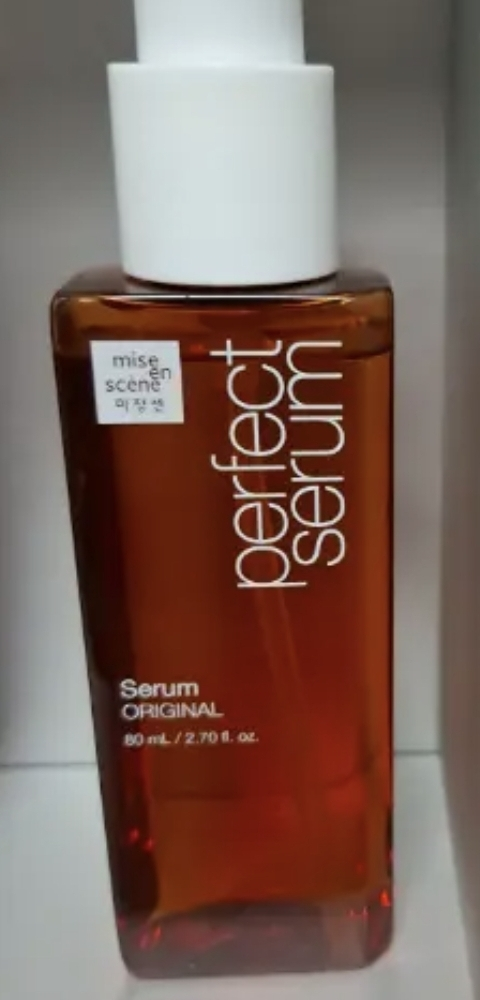 mise
en
scène
미장센
perfect
serum
Serum
ORIGINAL
80 mL / 2.70 fl. oz.